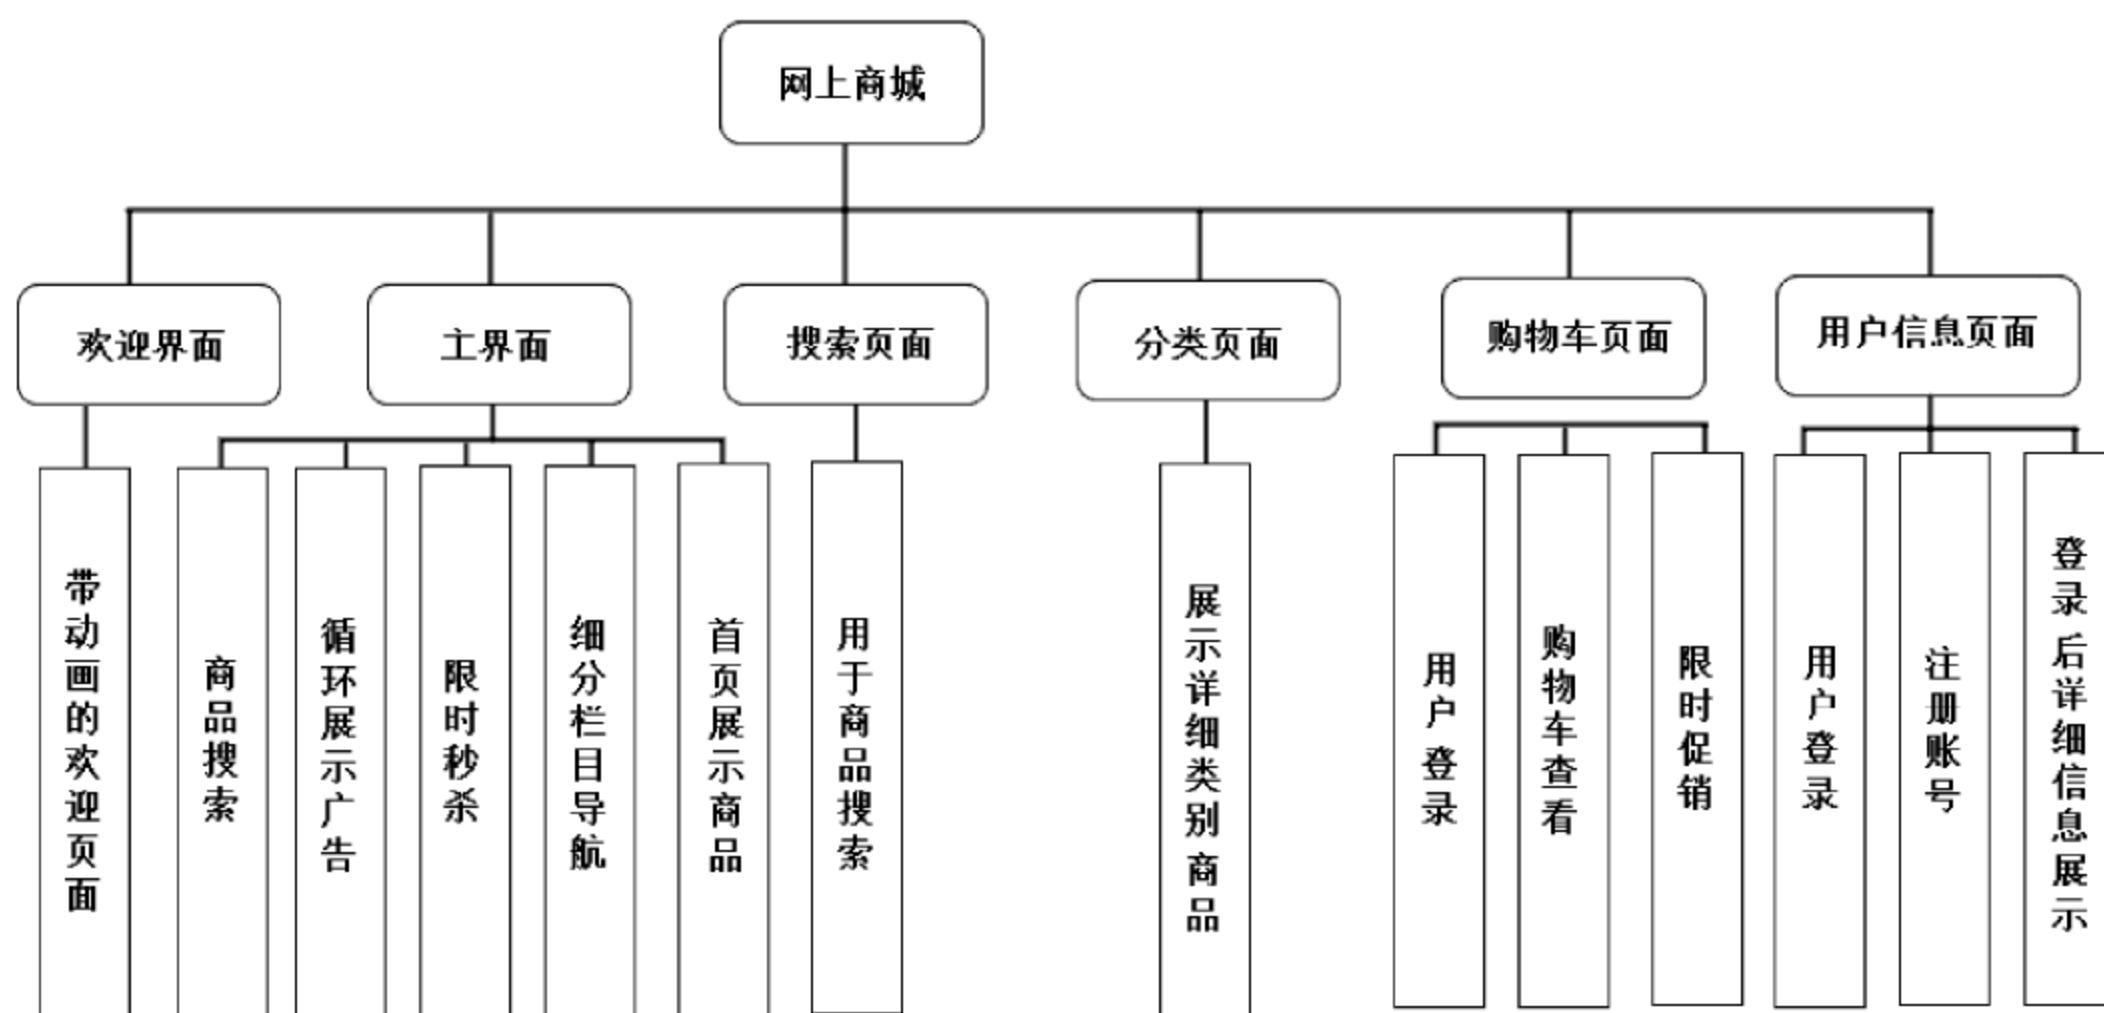 网上商城
欢迎界面
主界面
搜索页面
分类页面
购物车页面
用户信息页面
带动画的欢迎页面
商品搜索
循环展示广告
限时秒杀
细分栏目导航
首页展示商品
用于商品搜索
展示详细类别商品
用户登录
购物车查看
限时促销
用户登录
注册账号
登录后详细信息展示